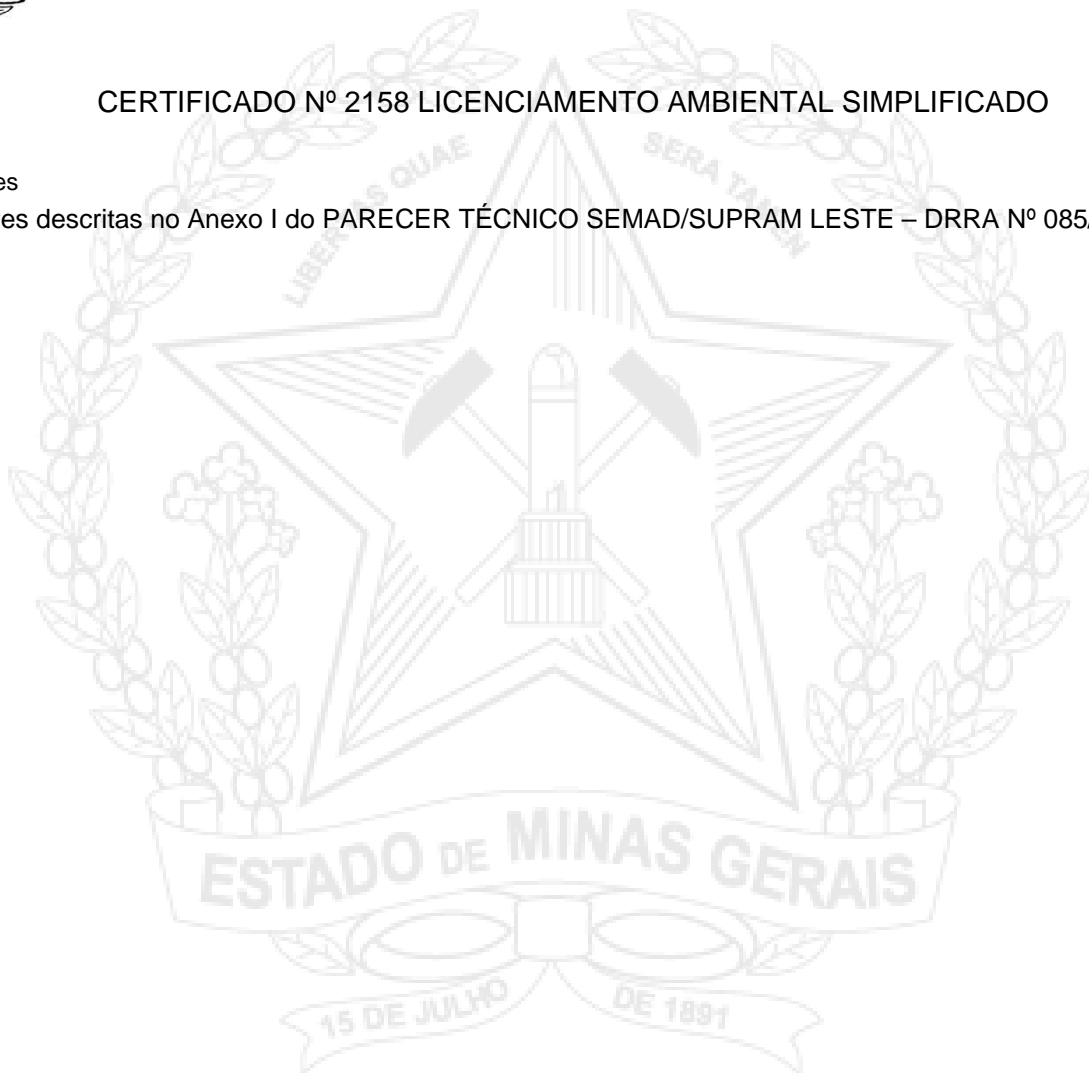 CERTIFICADO Nº 2158 LICENCIAMENTO AMBIENTAL SIMPLIFICADO
es
es descritas no Anexo I do PARECER TÉCNICO SEMAD/SUPRAM LESTE – DRRA Nº 085/
LIBERTAS QUAE SERA TAMEN
ESTADO DE MINAS GERAIS
15 DE JULHO DE 1891